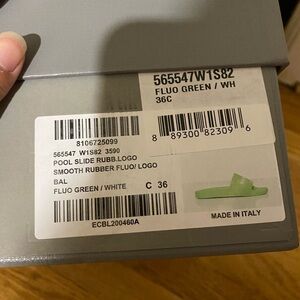 565547W1S82
FLUO GREEN / WH
36C
8106725099
565547 W1S82 3590
POOL SLIDE RUBB.LOGO
SMOOTH RUBBER FLUO/ LOGO
BAL
FLUO GREEN / WHITE C 36
ECBL200460A
8 89300 82309 6
MADE IN ITALY